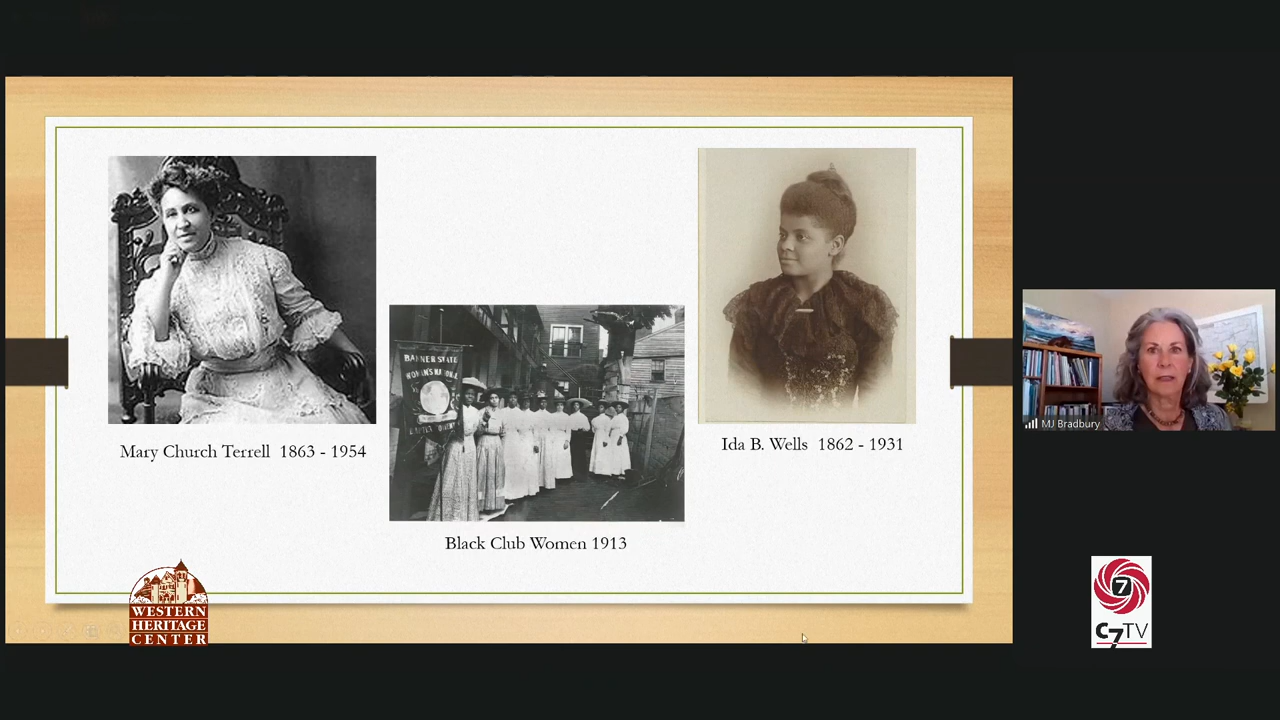 BANNER STATE
WOMAN'S NATIONAL
Mary Church Terrell 1863 - 1954
Ida B. Wells 1862 - 1931
Black Club Women 1913
MJ Bradbury
WESTERN
HERITAGE
CENTER
7
C7TV